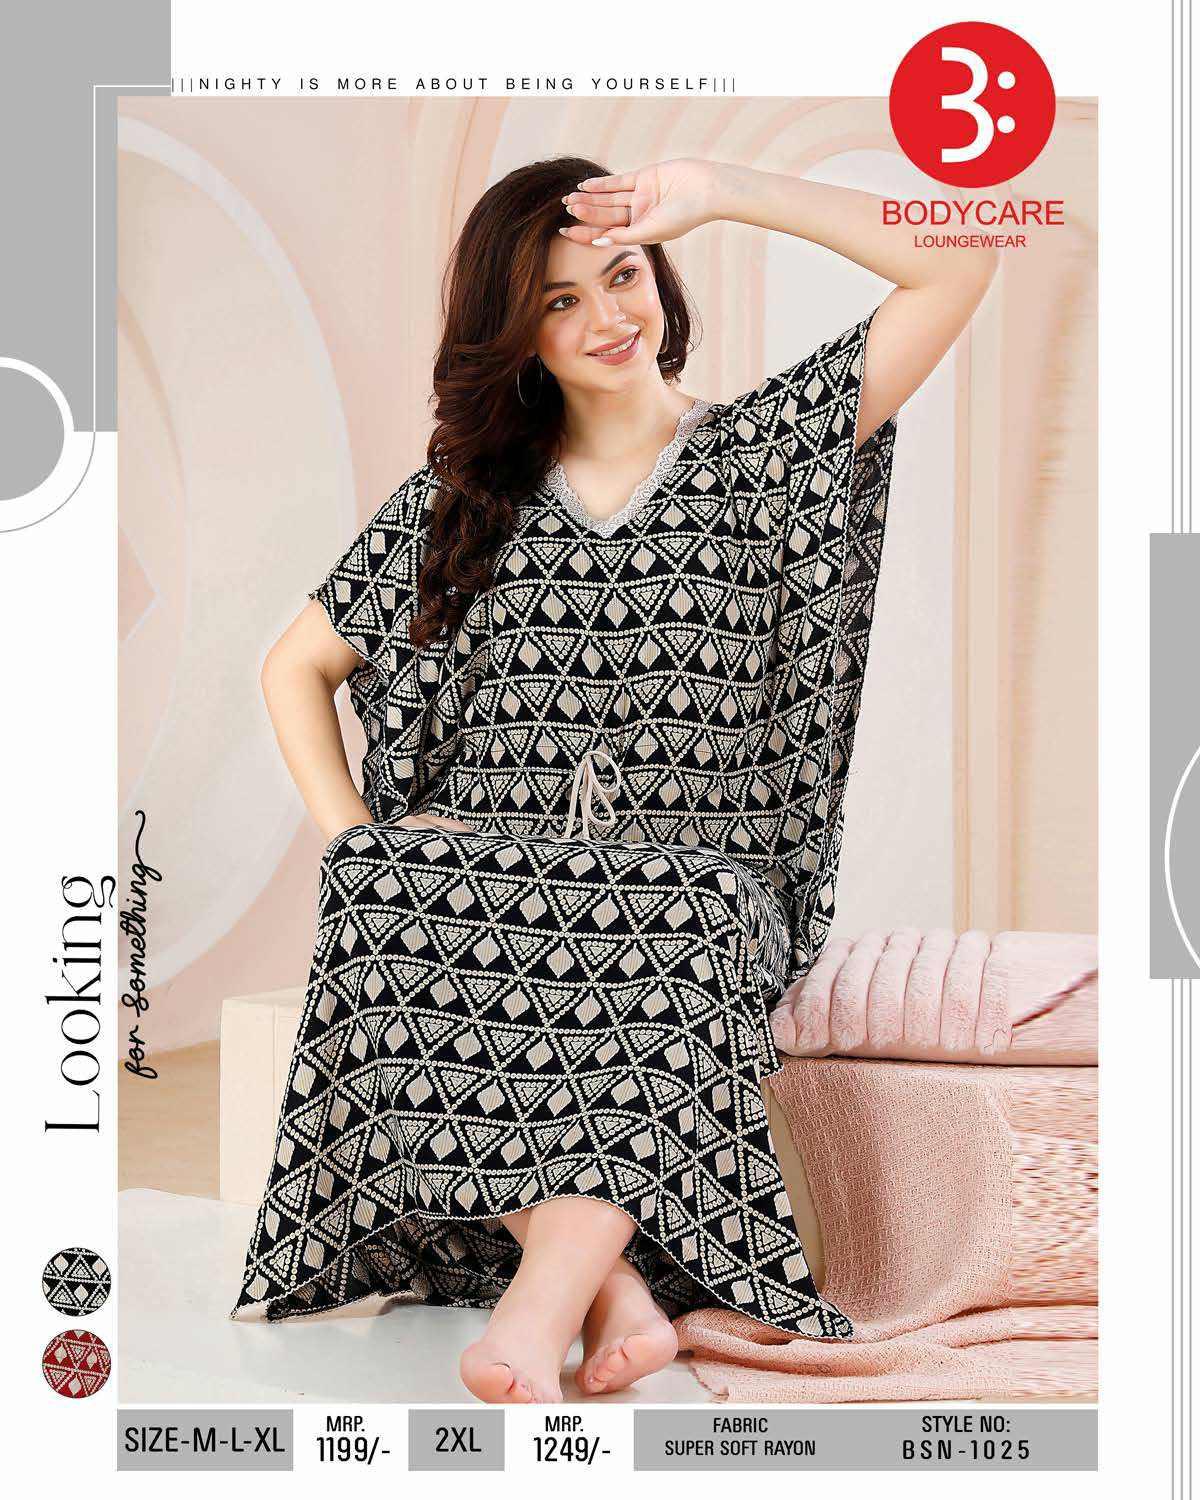 |||NIGHTY IS MORE ABOUT BEING YOURSELF|||
B:
BODYCARE
LOUNGEWEAR
Looking
for Something
SIZE-M-L-XL
MRP.
1199/-
2XL
MRP.
1249/-
FABRIC
SUPER SOFT RAYON
STYLE NO:
BSN-1025